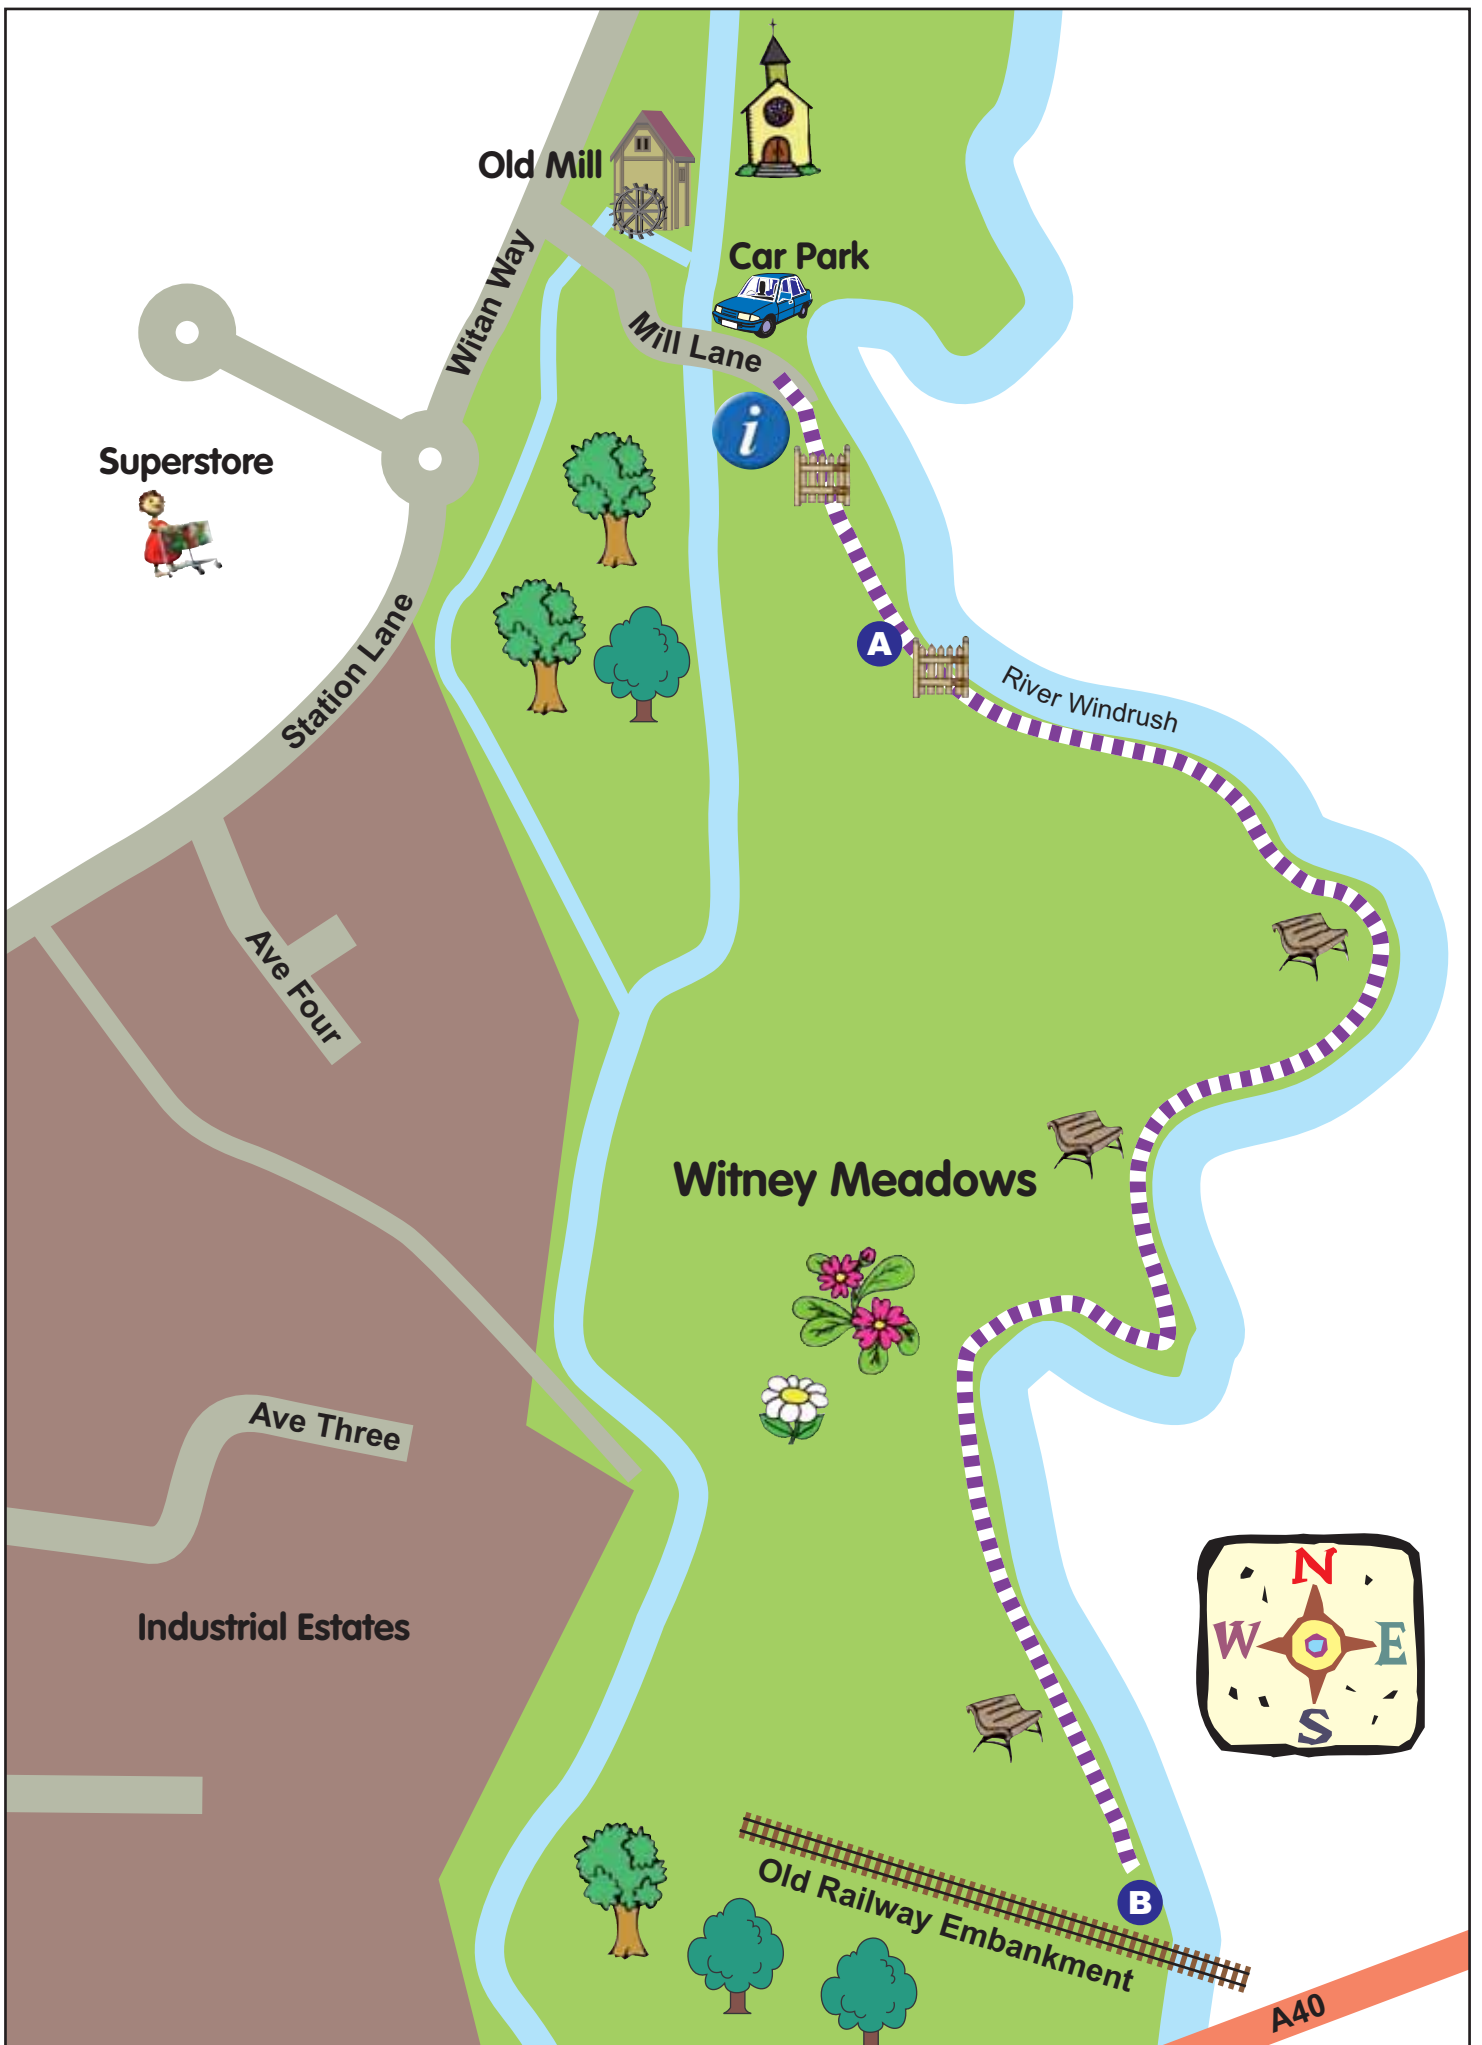 Old Mill
Car Park
Witan Way
Mill Lane
i
Superstore
A
Station Lane
River Windrush
Ave Four
Witney Meadows
Ave Three
N
W
E
S
Industrial Estates
Old Railway Embankment
B
A40